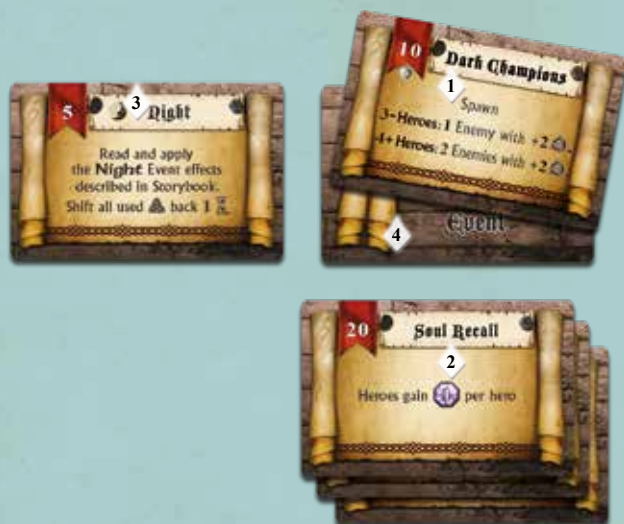 5
3
Night
Read and apply
the Night Event effects
described in Storybook.
Shift all used back 1
10
Dark Champions
1
Spawn
3- Heroes: 1 Enemy with +2
4+ Heroes: 2 Enemies with +2
4
Event
20
Soul Recall
2
Heroes gain per hero